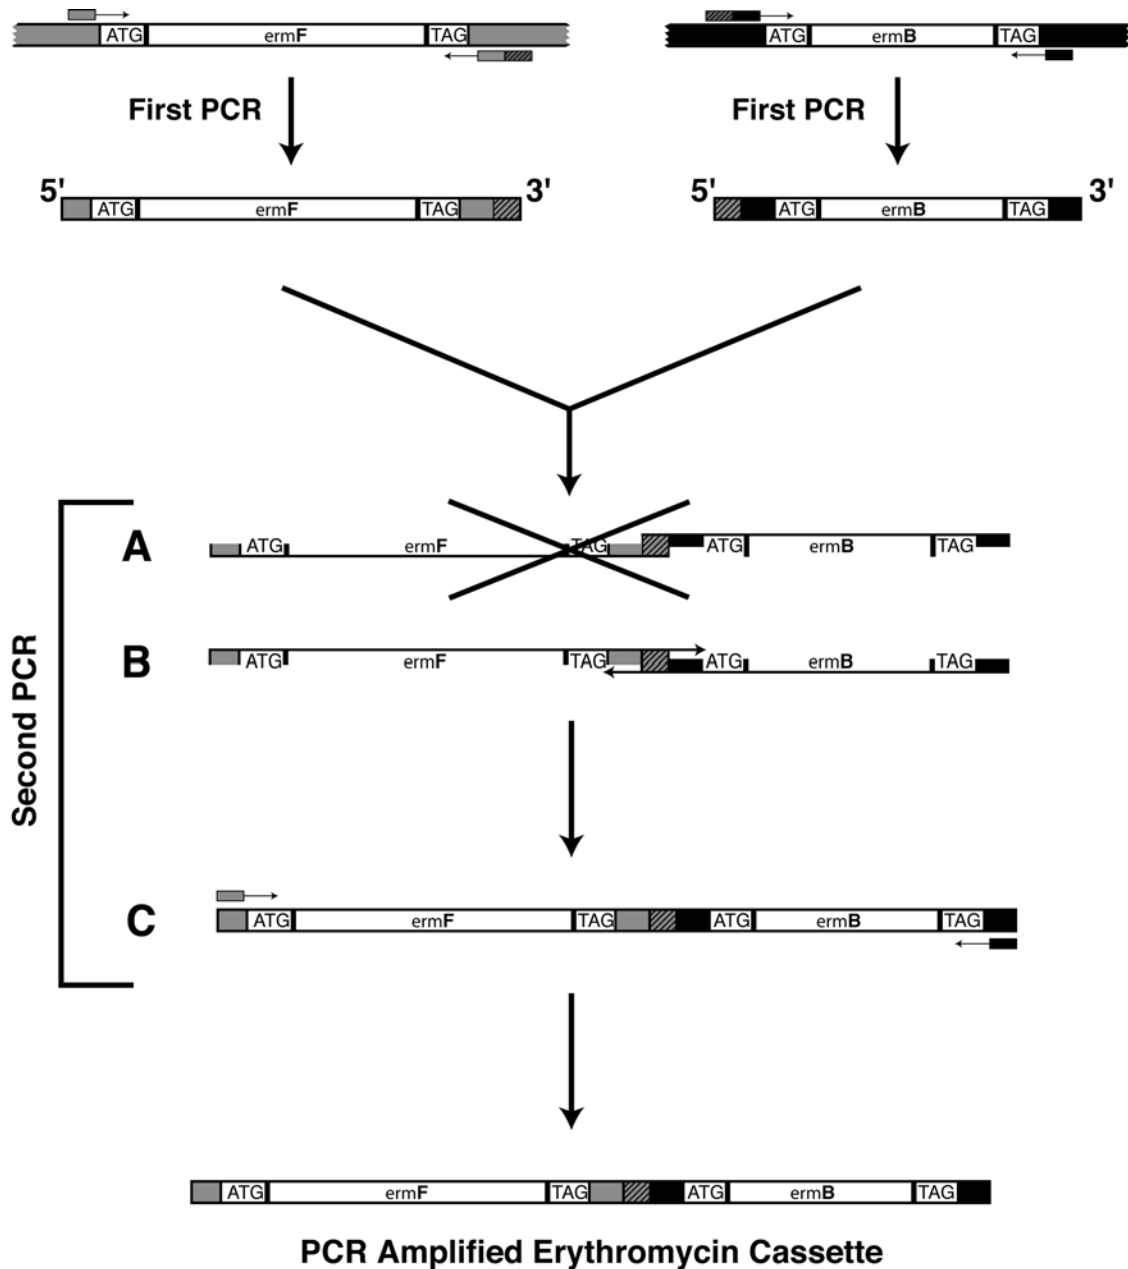 ATG ermF TAG ATG ermB TAG
First PCR First PCR
5' 3' 5' 3'
ATG ermF TAG ATG ermB TAG
A ATG ermF TAG ATG ermB TAG
B ATG ermF TAG ATG ermB TAG
Second PCR
C ATG ermF TAG ATG ermB TAG
ATG ermF TAG ATG ermB TAG
PCR Amplified Erythromycin Cassette